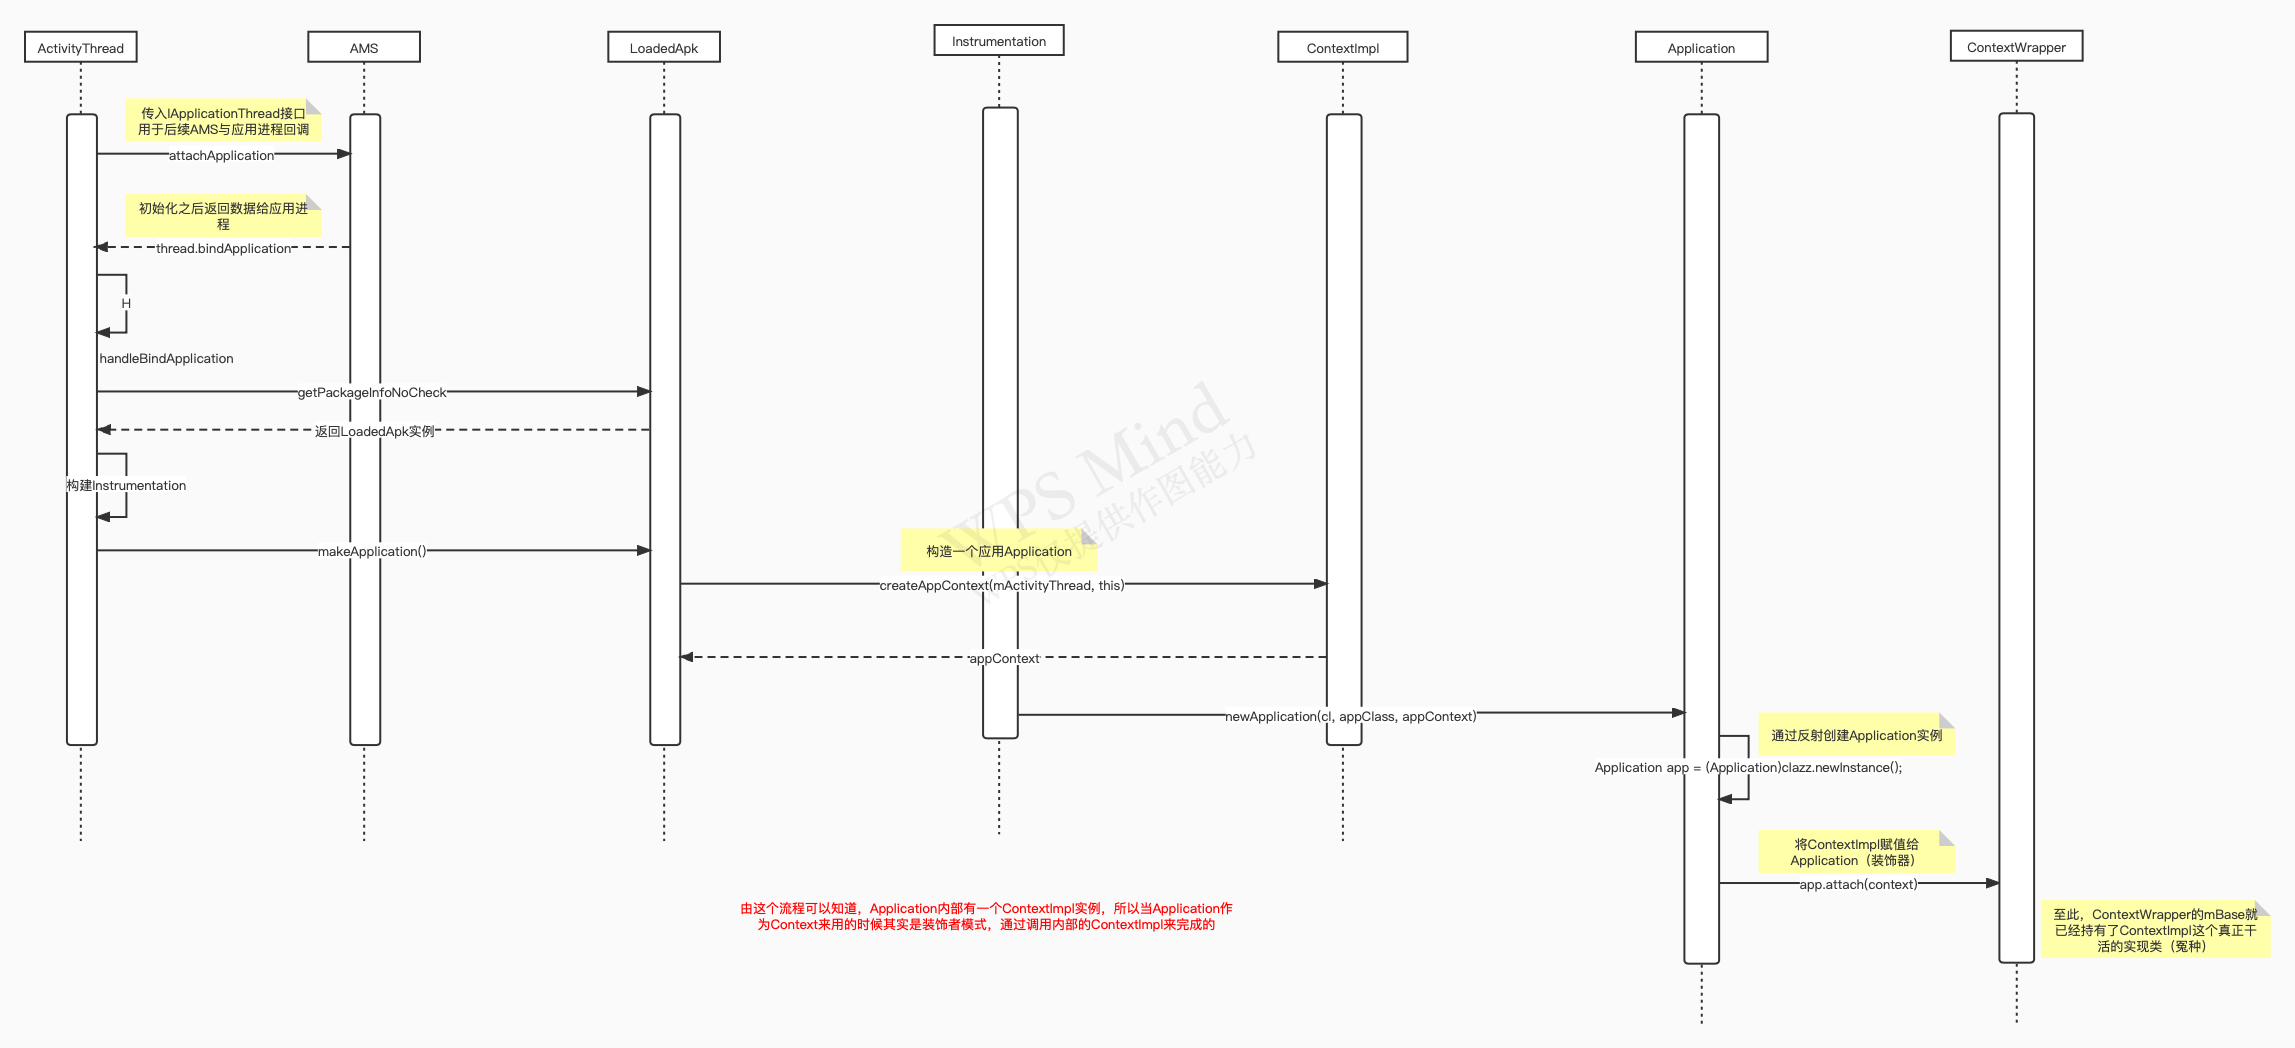 ActivityThread
AMS
LoadedApk
Instrumentation
ContextImpl
Application
ContextWrapper
传入IApplicationThread接口
用于后续AMS与应用进程回调
attachApplication
初始化之后返回数据给应用进
程
thread.bindApplication
H
handleBindApplication
getPackageInfoNoCheck
返回LoadedApk实例
构建Instrumentation
makeApplication()
WPS Mind
WPS仅提供作图能力
构造一个应用Application
createAppContext(mActivityThread, this)
appContext
newApplication(cl, appClass, appContext)
通过反射创建Application实例
Application app = (Application)clazz.newInstance();
将ContextImpl赋值给
Application（装饰器）
app.attach(context)
由这个流程可以知道，Application内部有一个ContextImpl实例，所以当Application作
为Context来用的时候其实是装饰者模式，通过调用内部的ContextImpl来完成的
至此，ContextWrapper的mBase就
已经持有了ContextImpl这个真正干
活的实现类（冤种）